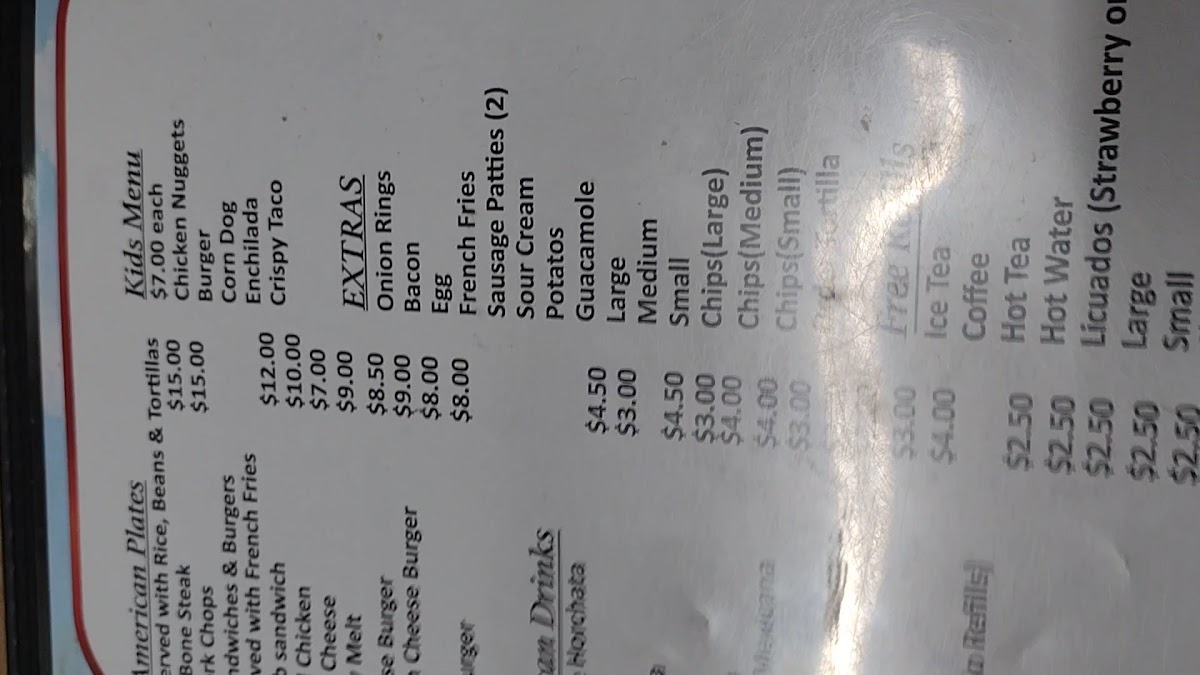 American Plates
erved with Rice, Beans & Tortillas
Bone Steak $15.00
rk Chops $15.00
ndwiches & Burgers
ved with French Fries
b sandwich $12.00
Chicken $10.00
Cheese $7.00
Melt $9.00
se Burger $8.50
Cheese Burger $9.00
$8.00
urger $8.00
an Drinks
Horchata
$4.50
$3.00
$4.50
$3.00
$4.00
Mexicana $4.00
$3.00
$3.00
$4.00
o Refills)
$2.50
$2.50
$2.50
$2.50
$2.50
Kids Menu
$7.00 each
Chicken Nuggets
Burger
Corn Dog
Enchilada
Crispy Taco
EXTRAS
Onion Rings
Bacon
Egg
French Fries
Sausage Patties (2)
Sour Cream
Potatos
Guacamole
Large
Medium
Small
Chips(Large)
Chips(Medium)
Chips(Small)
Free Refills
Ice Tea
Coffee
Hot Tea
Hot Water
Licuados (Strawberry or
Large
Small